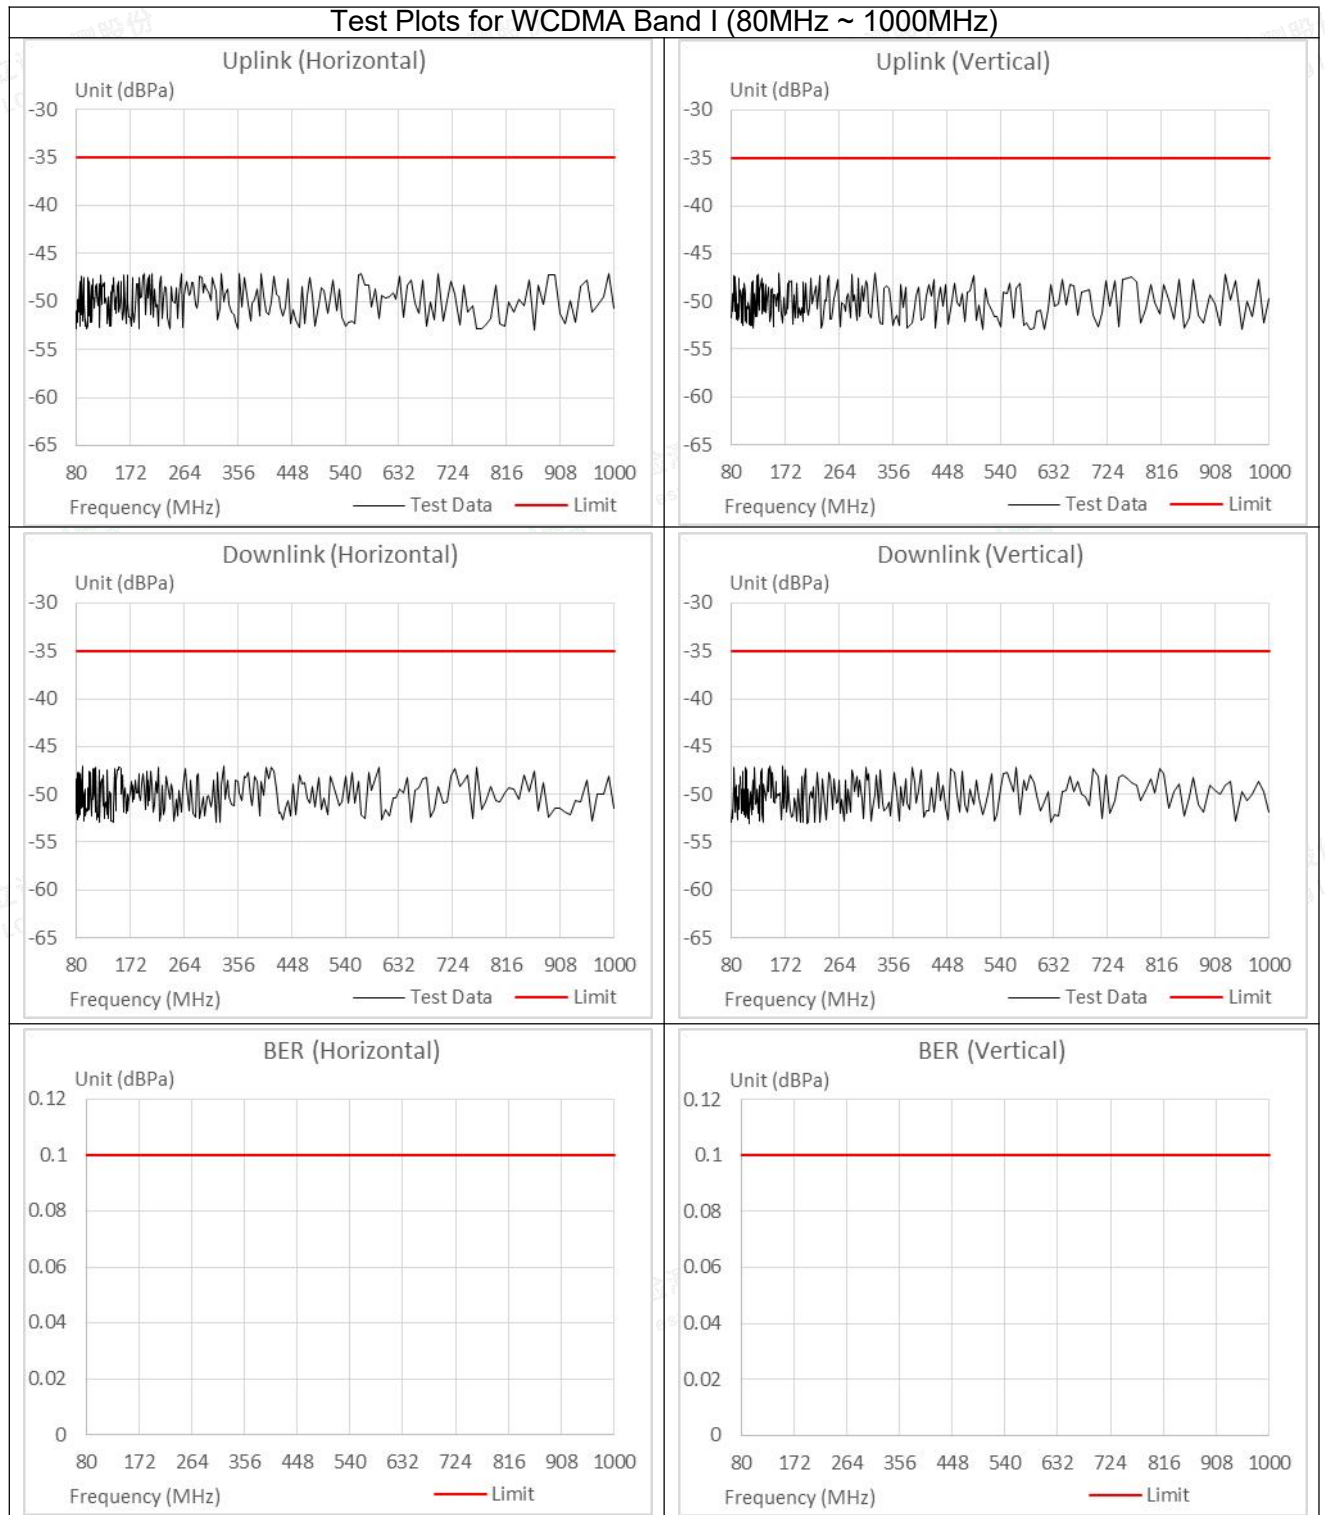 Test Plots for WCDMA Band I (80MHz ~ 1000MHz)
Uplink (Horizontal)
Unit (dBPa)
-30
-35
-40
-45
-50
-55
-60
-65
80 172 264 356 448 540 632 724 816 908 1000
Frequency (MHz) Test Data Limit
Uplink (Vertical)
Unit (dBPa)
-30
-35
-40
-45
-50
-55
-60
-65
80 172 264 356 448 540 632 724 816 908 1000
Frequency (MHz) Test Data Limit
Downlink (Horizontal)
Unit (dBPa)
-30
-35
-40
-45
-50
-55
-60
-65
80 172 264 356 448 540 632 724 816 908 1000
Frequency (MHz) Test Data Limit
Downlink (Vertical)
Unit (dBPa)
-30
-35
-40
-45
-50
-55
-60
-65
80 172 264 356 448 540 632 724 816 908 1000
Frequency (MHz) Test Data Limit
BER (Horizontal)
Unit (dBPa)
0.12
0.1
0.08
0.06
0.04
0.02
0
80 172 264 356 448 540 632 724 816 908 1000
Frequency (MHz) Limit
BER (Vertical)
Unit (dBPa)
0.12
0.1
0.08
0.06
0.04
0.02
0
80 172 264 356 448 540 632 724 816 908 1000
Frequency (MHz) Limit